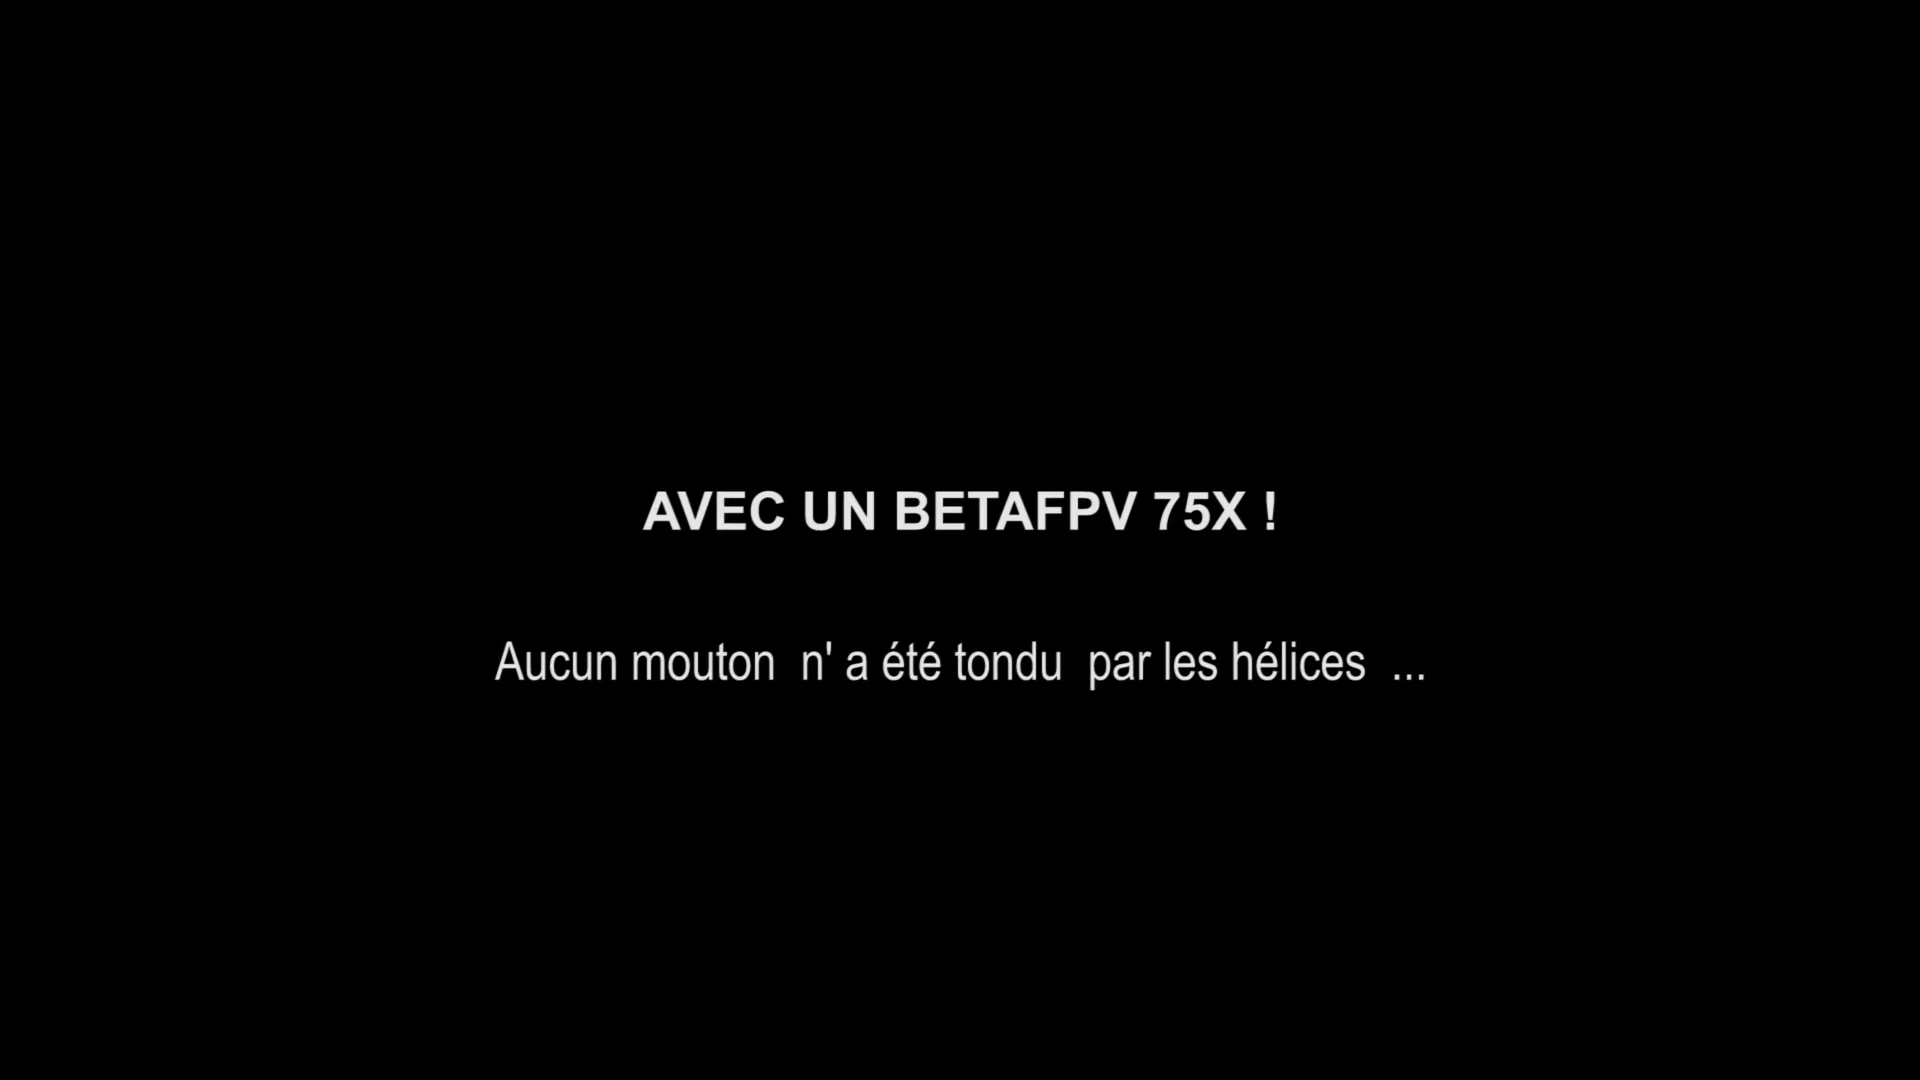 AVEC UN BETAFPV 75X !
Aucun mouton  n' a été tondu  par les hélices  ...